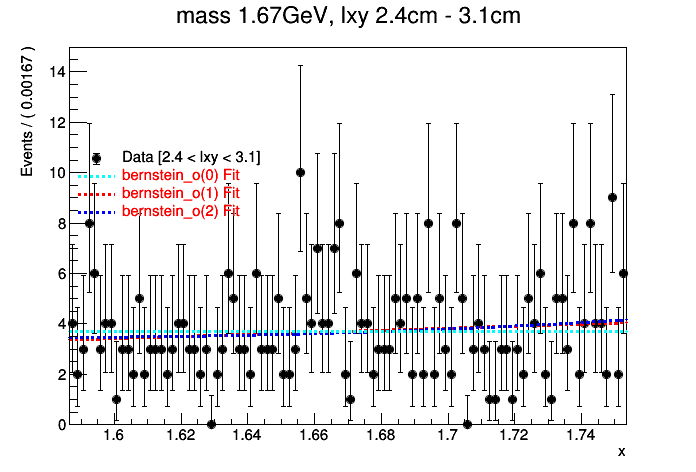 mass 1.67GeV, lxy 2.4cm - 3.1cm
Events / ( 0.00167 )
14
12
10
8
6
4
2
0
Data [2.4 < lxy < 3.1]
bernstein_o(0) Fit
bernstein_o(1) Fit
bernstein_o(2) Fit
1.6 1.62 1.64 1.66 1.68 1.7 1.72 1.74
x